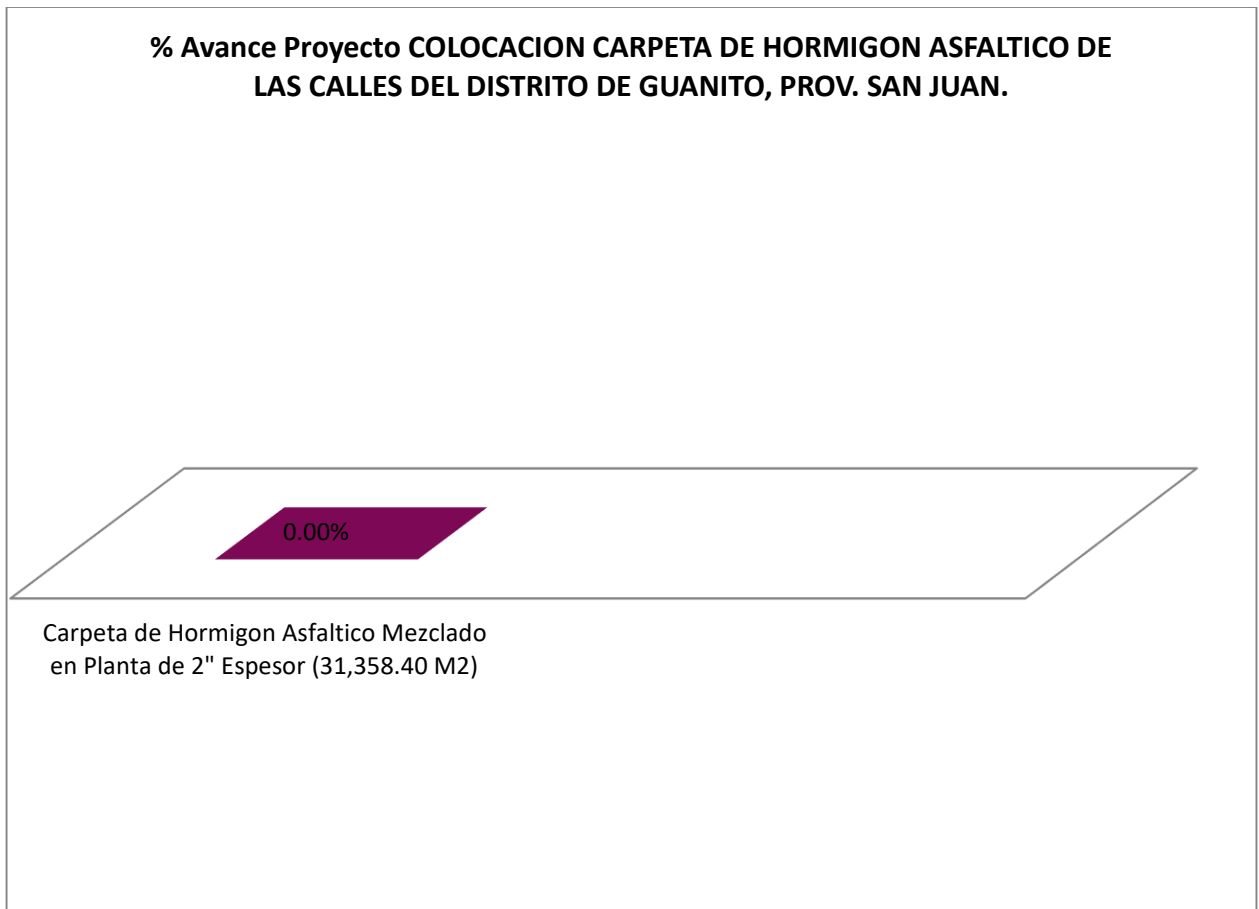 % Avance Proyecto COLOCACION CARPETA DE HORMIGON ASFALTICO DE
LAS CALLES DEL DISTRITO DE GUANITO, PROV. SAN JUAN.
0.00%
Carpeta de Hormigon Asfaltico Mezclado
en Planta de 2" Espesor (31,358.40 M2)